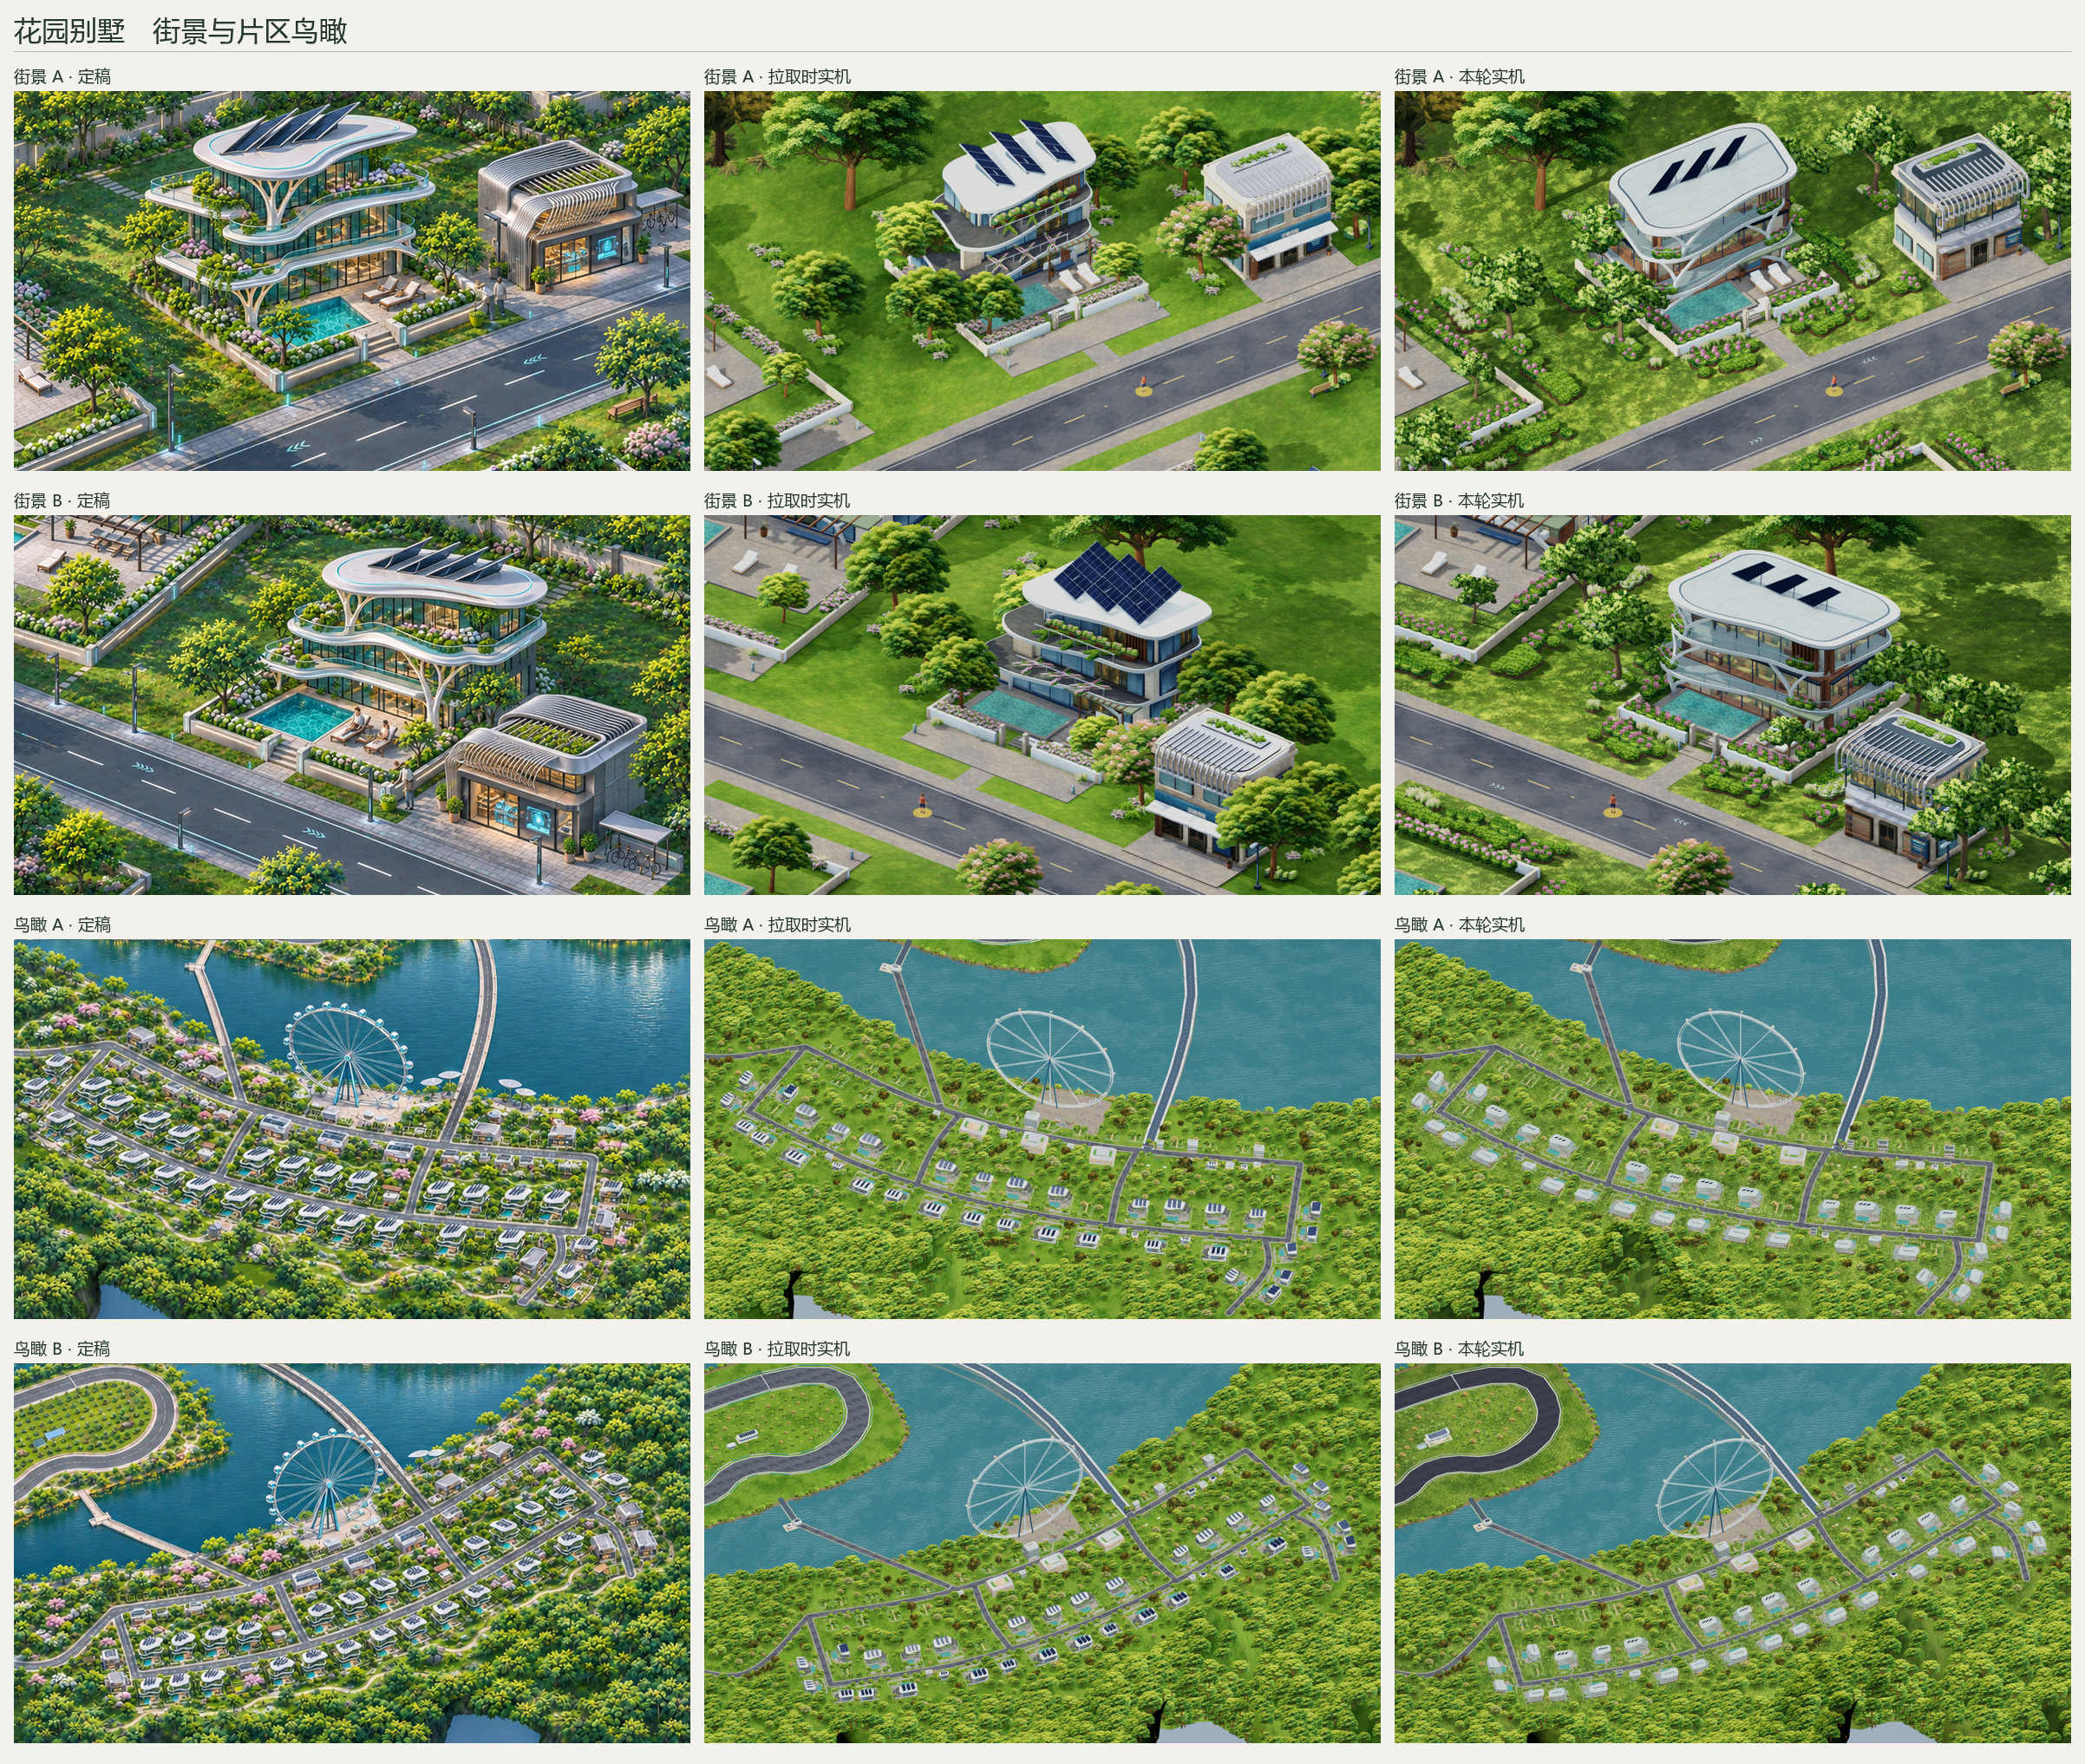 花园别墅　街景与片区鸟瞰
街景 A · 定稿
街景 A · 拉取时实机
街景 A · 本轮实机
街景 B · 定稿
街景 B · 拉取时实机
街景 B · 本轮实机
鸟瞰 A · 定稿
鸟瞰 A · 拉取时实机
鸟瞰 A · 本轮实机
鸟瞰 B · 定稿
鸟瞰 B · 拉取时实机
鸟瞰 B · 本轮实机